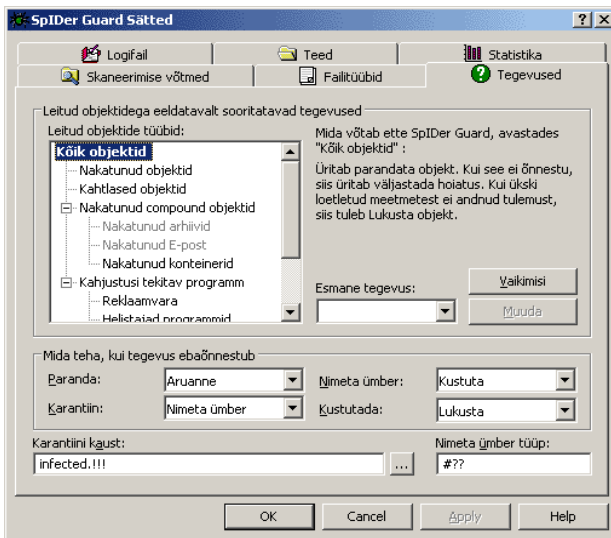 SpIDer Guard Sätted
Logifail
Teed
Statistika
Skaneerimise võtmed
Failitüübid
Tegevused
Leitud objektidega eeldatavalt sooritatavad tegevused
Leitud objektide tüübid:
Kõik objektid
Nakatunud objektid
Kahtlased objektid
Nakatunud compound objektid
Nakatunud arhiivid
Nakatunud E-post
Nakatunud konteinerid
Kahjustusi tekitav programm
Reklaamvara
Helistajad programmid
Mida võtab ette SpIDer Guard, avastades
"Kõik objektid" :
Üritab parandata objekt. Kui see ei õnnestu,
siis üritab väljastada hoiatus. Kui ükski
loetletud meetmetest ei andnud tulemust,
siis tuleb Lukusta objekt.
Esmane tegevus:
Vaikimisi
Muuda
Mida teha, kui tegevus ebaõnnestub
Paranda: Aruanne
Nimeta ümber: Kustuta
Karantiin: Nimeta ümber
Kustutada: Lukusta
Karantiini kaust:
infected.!!!
...
Nimeta ümber tüüp:
#??
OK
Cancel
Apply
Help